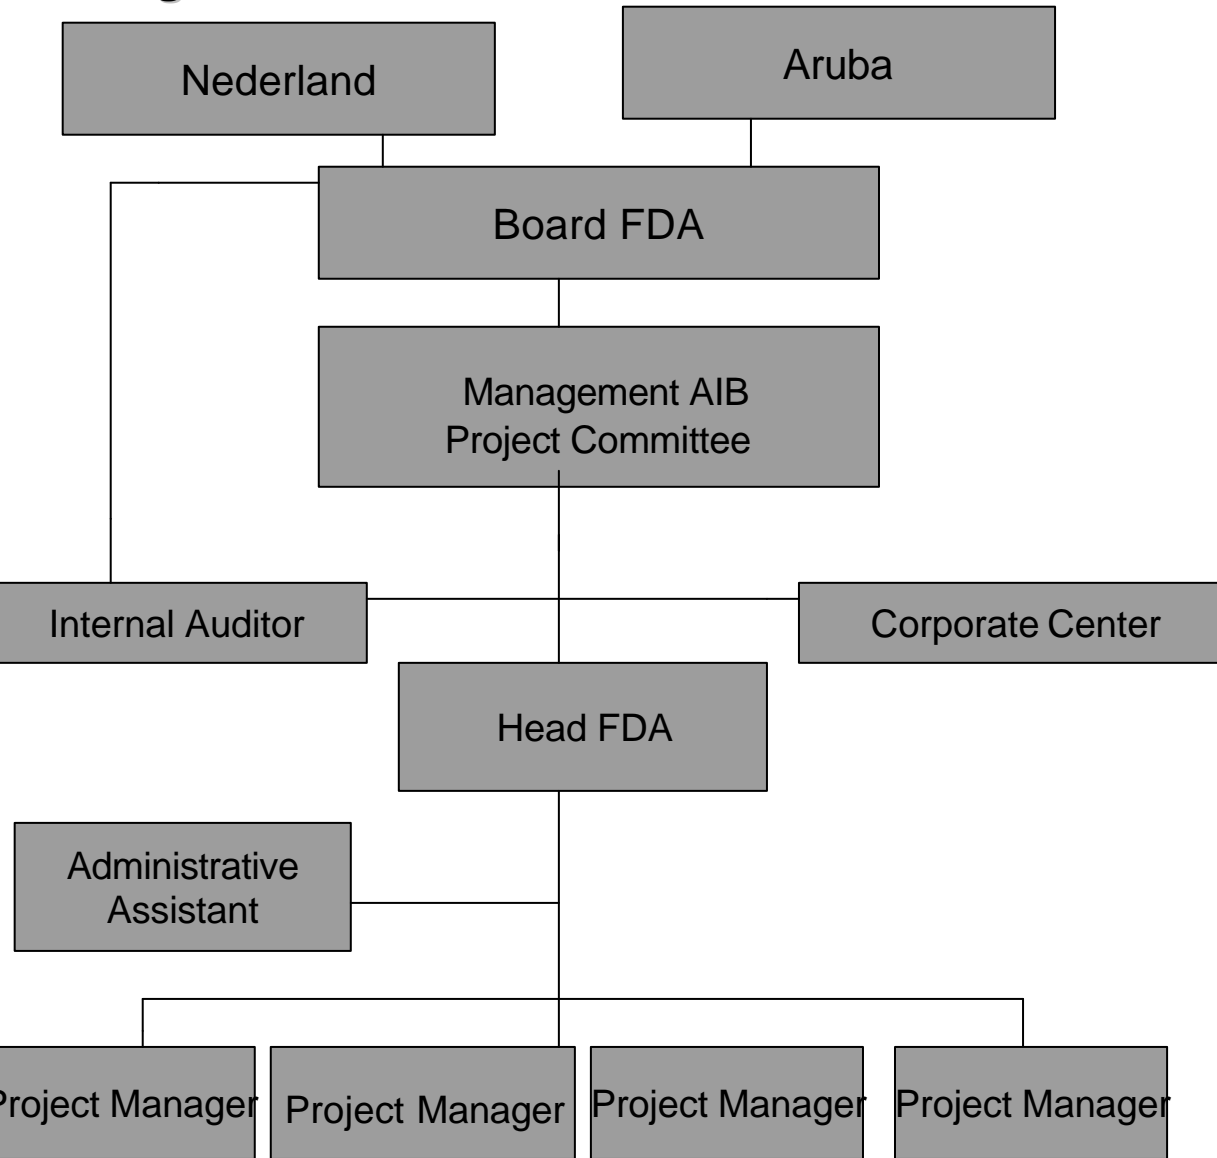 Nederland
Aruba
Board FDA
Management AIB
Project Committee
Internal Auditor
Corporate Center
Head FDA
Administrative
Assistant
Project Manager
Project Manager
Project Manager
Project Manager